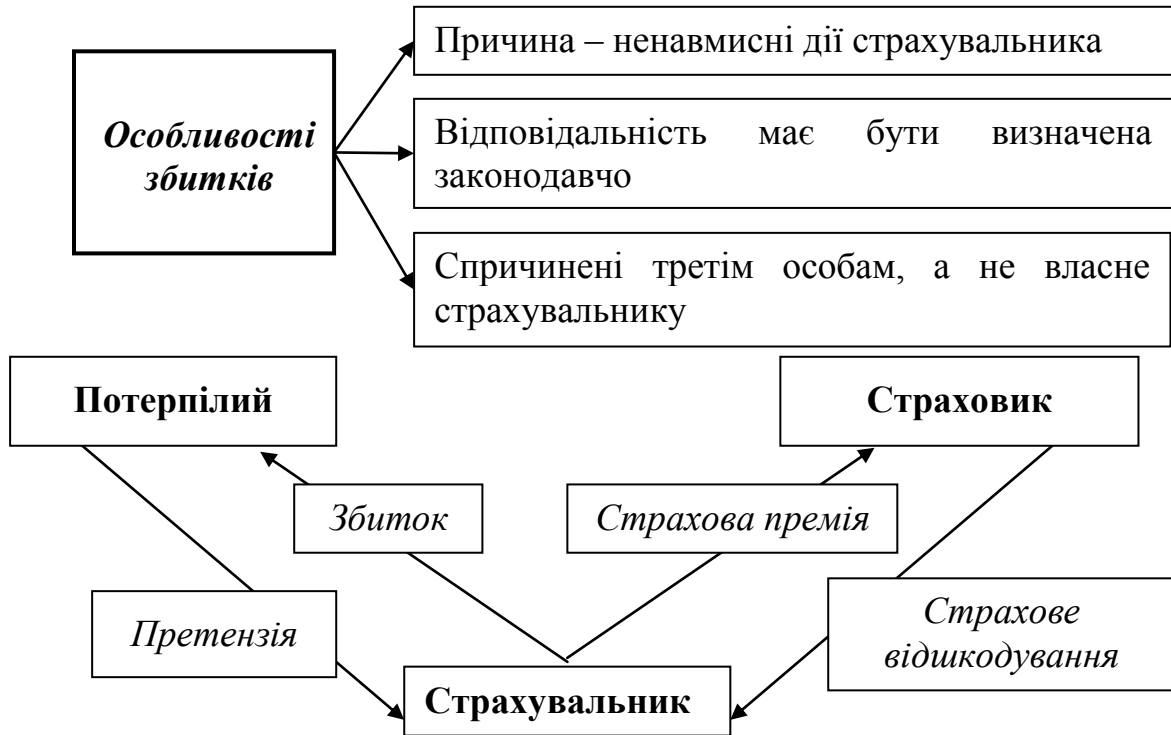 Причина – ненавмисні дії страхувальника
Особливості
збитків
Відповідальність має бути визначена
законодавчо
Спричинені третім особам, а не власне
страхувальнику
Потерпілий
Страховик
Збиток
Страхова премія
Претензія
Страхове
відшкодування
Страхувальник